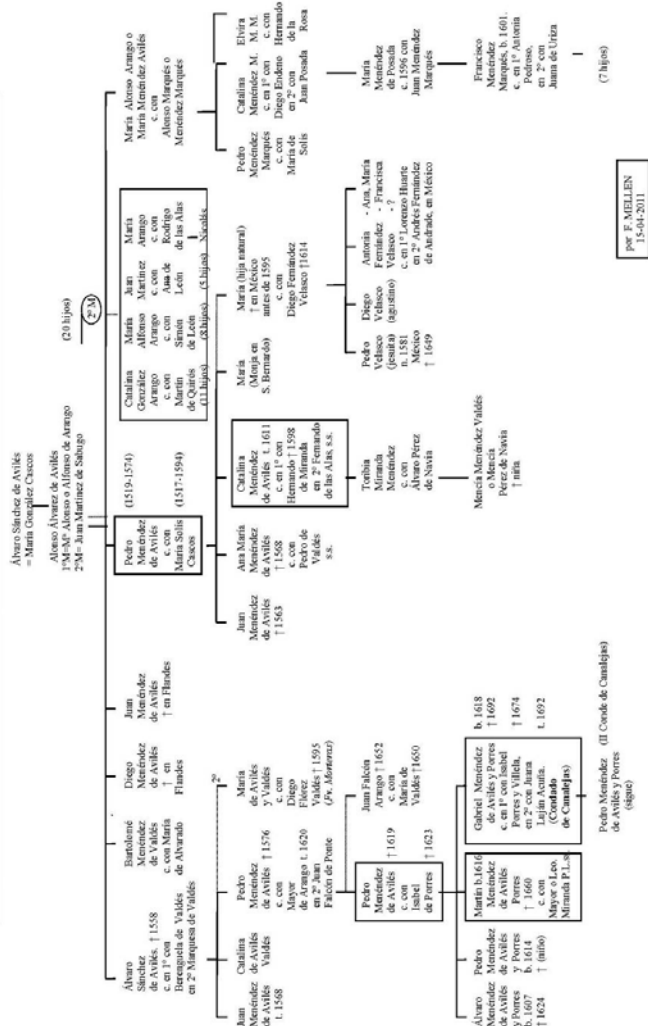 Álvaro Sánchez de Avilés
= María González Cascos
Alonso Álvarez de Avilés
1ºM=Mª Alonso o Alfonso de Arango
2ºM= Juan Martínez de Sabugo
(20 hijos)
2º M
Álvaro
Sánchez
de Avilés. † 1558
c. en 1º con
Berenguela de Valdés
en 2º Marquesa de Valdés
Bartolomé
Menéndez
de Valdés
c. con María
de Alvarado
Diego
Menéndez
de Avilés
† en
Flandes
Juan
Menéndez
de Avilés
† en Flandes
Pedro
Menéndez
de Avilés
c. con
María Solís
Cascos
(1519-1574)
(1517-1594)
Catalina
González
Arango
c. con
Martín
de Quirós
(11 hijos)
María
Alfonso
Arango
c. con
Simón
de León
(8 hijos)
Juan
Martínez
Arango
c. con
Ana de
León
(5 hijos)
María
Arango
c. con
Rodrigo
de las Alas
Nicolás
María Alonso Arango o
María Menéndez Avilés
c. con
Alonso Marqués o
Menéndez Marqués
2º
Juan
Menéndez
de Avilés
t. 1568
Catalina
de Avilés
Valdés
Pedro
Menéndez
de Avilés † 1576
c. con
Mayor
de Arango t. 1620
en 2º Juan
Falcón de Ponte
María
de Avilés
y Valdés
c. con
Diego
Flórez
Valdés † 1595
Juan
Menéndez
de Avilés
† 1563
Ana María
Menéndez
de Avilés
† 1568
c. con
Pedro de
Valdés
s.s.
Catalina
Menéndez
de Avilés t. 1611
c. en 1º con
Hernando † 1598
de Miranda
en 2º Fernando
de las Alas, s.s.
María
(Monja en
S. Bernardo)
María (hija natural)
† en México
antes de 1595
c. con
Diego Fernández
Velasco †1614
Pedro
Menéndez
Marqués
c. con
María de
Solís
Catalina
Menéndez M.
c. en 1º con
Diego
en 2º con
Juan Posada
Elvira
M. M.
c. con
Hernando
de la
Rosa
Pedro
Menéndez
de Avilés † 1619
c. con
Isabel
de Porres † 1623
Juan Falcón
Arango † 1652
c. con
María de
Valdés †1650
Toribia
Miranda
Menéndez
c. con
Álvaro Pérez
de Navia
Pedro
Velasco
(jesuita)
n. 1581
México
† 1649
Diego
Velasco
(agustino)
Antonia
Fernández
Velasco
c. en 1º Lorenzo Huarte
en 2º Andrés Fernández
de Andrade, en México
- Ana, María
- Francisca
- ?
María
Menéndez
de Posada
c. 1596 con
Juan Menéndez
Marqués
Álvaro
Menéndez
de Avilés
y Porres
b. 1607
† 1624
Pedro
Menéndez
de Avilés
y Porres
b. 1614
† (niño)
Martín b.1616
Menéndez
de Avilés
Porres
† 1660
c. con
Mayor o Leo.
Miranda P.L.ss.
Gabriel Menéndez
de Avilés y Porres
c. en 1º con Isabel
Porres y Villela,
en 2º con Juana
Luján Acuña.
(Condado
de Canalejas)
b. 1618
† 1692
† 1674
t. 1692
Mencía Menéndez Valdés
o Mencía
Pérez de Navia
† niña
Francisco
Menéndez
Marqués, b. 1601.
c. en 1º Antonia
Pedroso,
en 2º con
Juana de Uriza
(7 hijos)
Pedro Menéndez (II Conde de Canalejas)
de Avilés y Porres
(sigue)
por F. MELLEN
15-04-2011